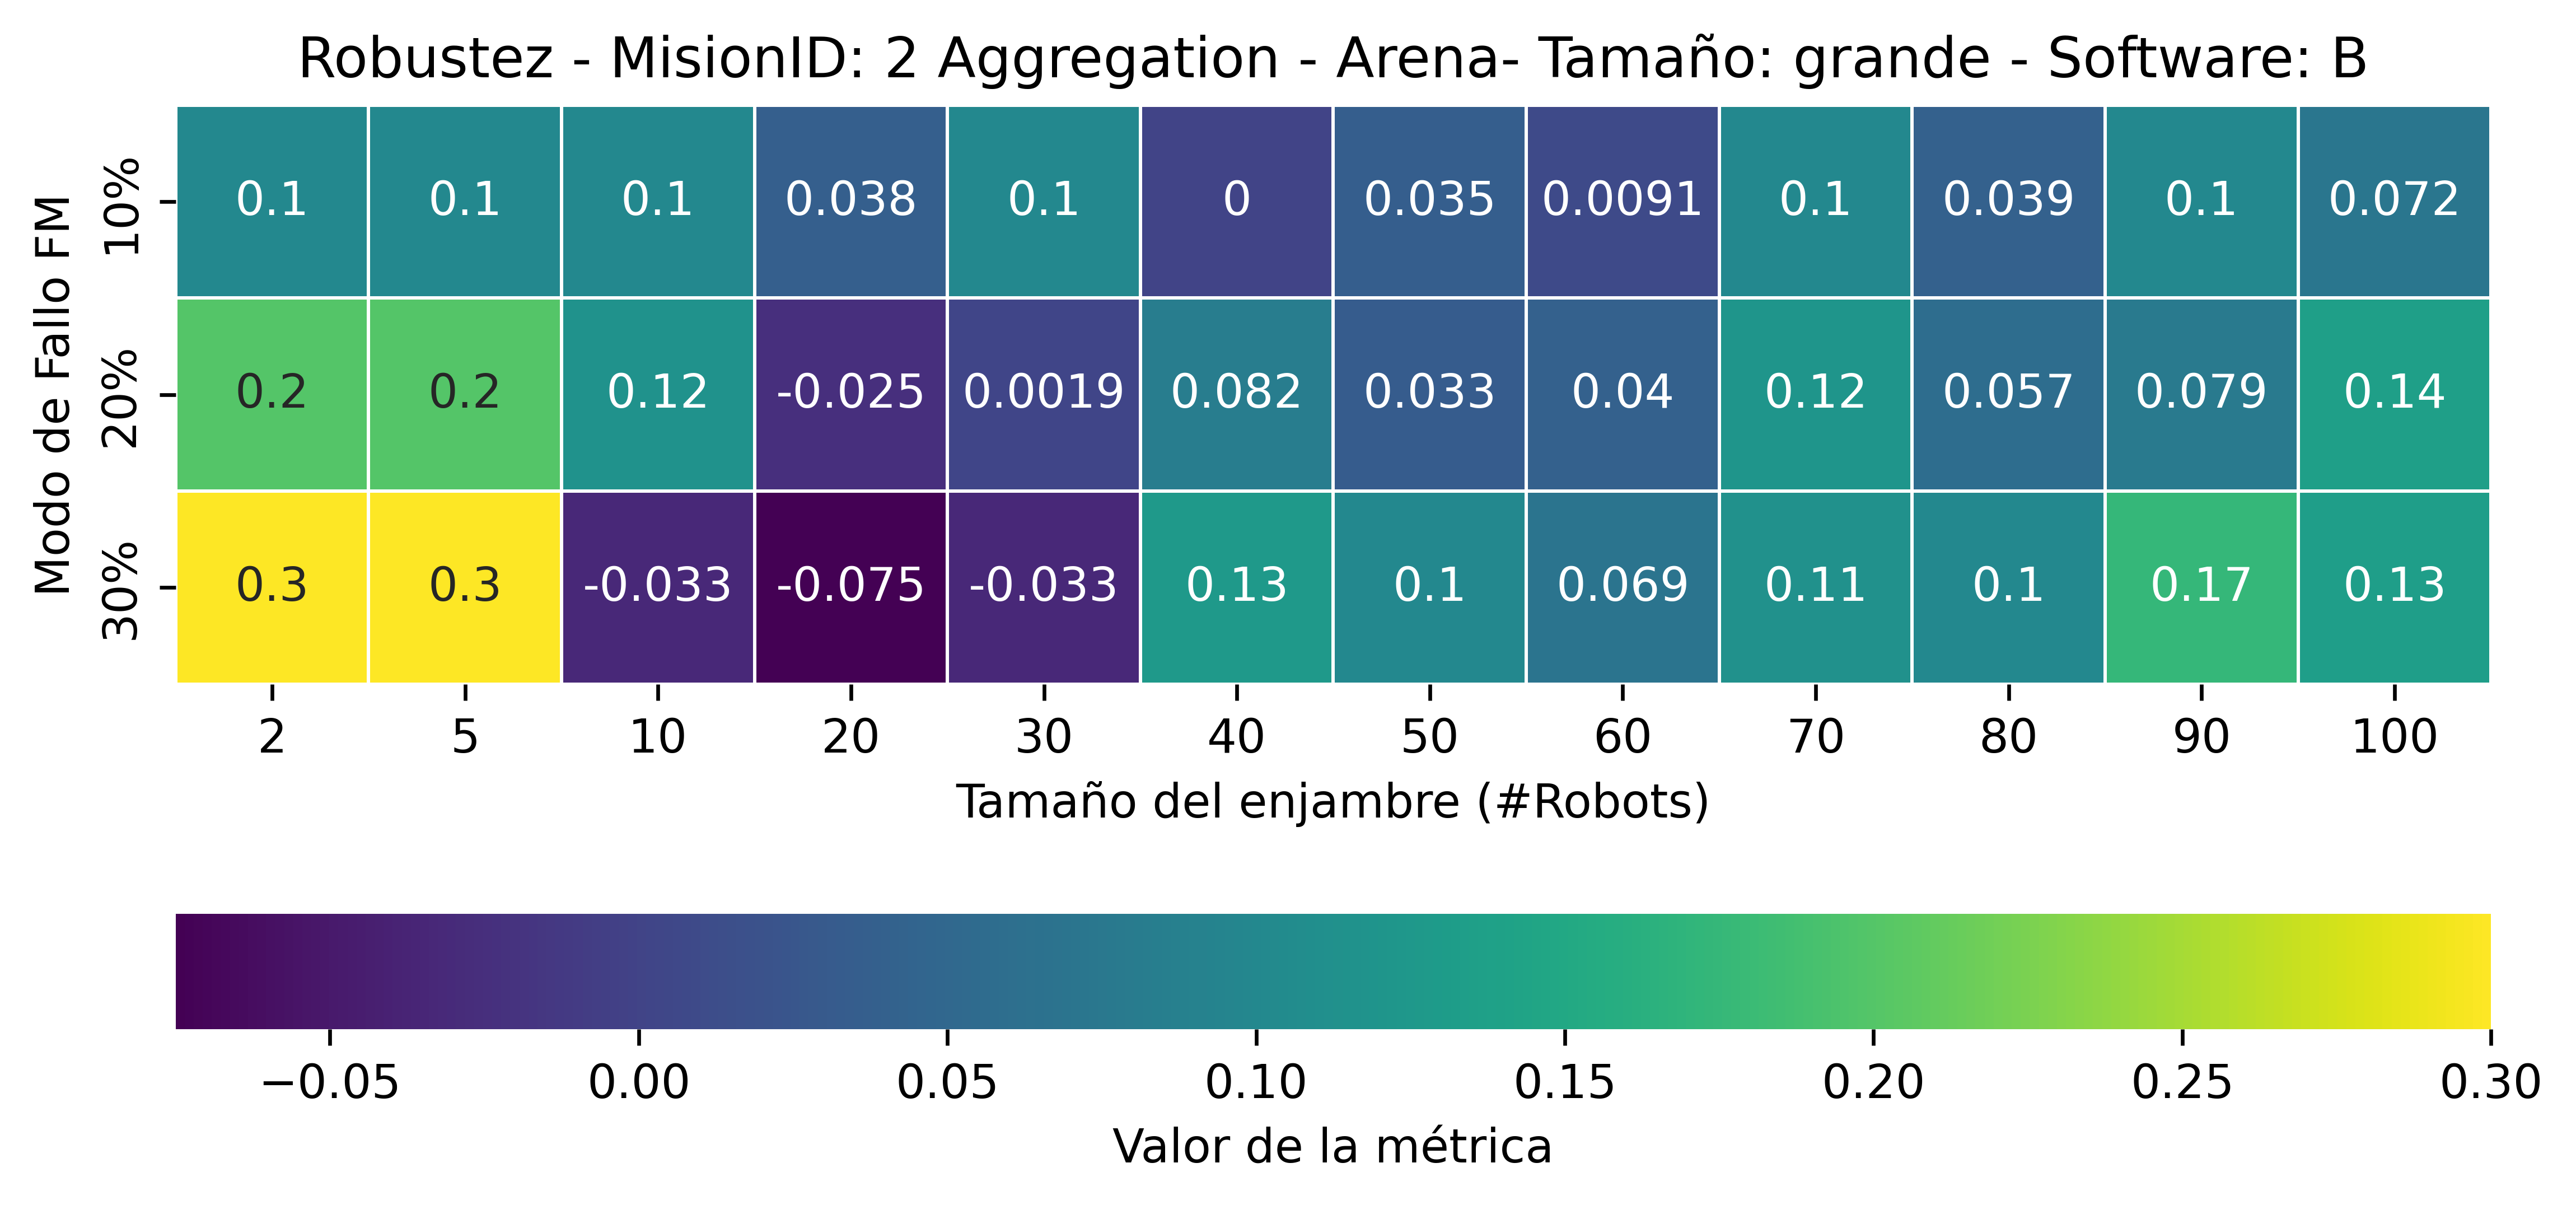 Robustez - MisionID: 2 Aggregation - Arena- Tamaño: grande - Software: B
Modo de Fallo FM
10%
0.1 0.1 0.1 0.038 0.1 0 0.035 0.0091 0.1 0.039 0.1 0.072
20%
0.2 0.2 0.12 -0.025 0.0019 0.082 0.033 0.04 0.12 0.057 0.079 0.14
30%
0.3 0.3 -0.033 -0.075 -0.033 0.13 0.1 0.069 0.11 0.1 0.17 0.13
2 5 10 20 30 40 50 60 70 80 90 100
Tamaño del enjambre (#Robots)
−0.05 0.00 0.05 0.10 0.15 0.20 0.25 0.30
Valor de la métrica